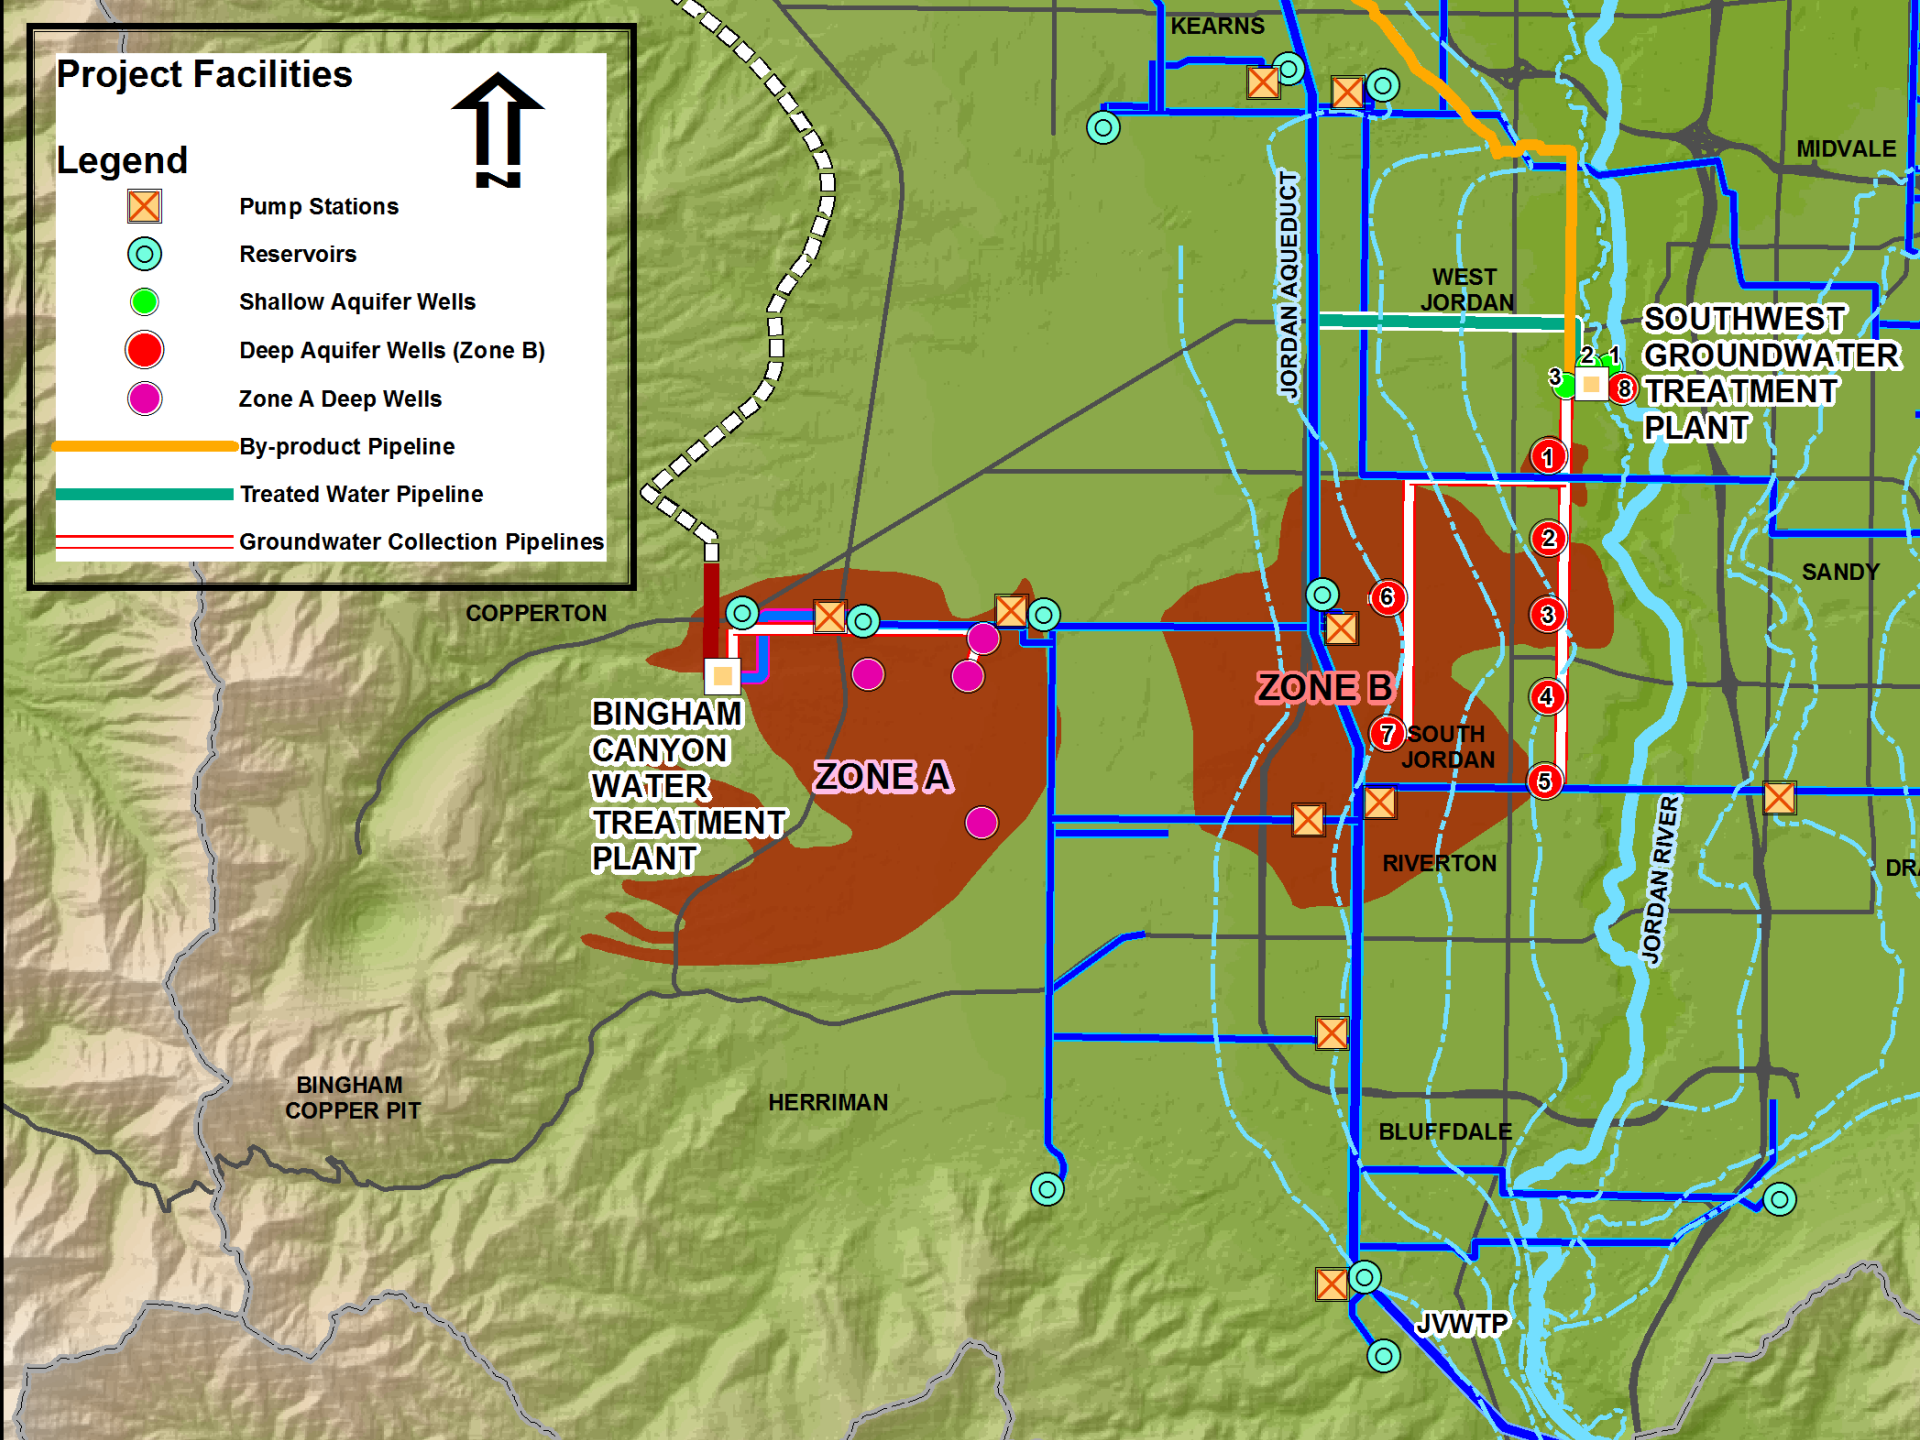 Project Facilities
Legend
N
Pump Stations
Reservoirs
Shallow Aquifer Wells
Deep Aquifer Wells (Zone B)
Zone A Deep Wells
By-product Pipeline
Treated Water Pipeline
Groundwater Collection Pipelines
KEARNS
MIDVALE
JORDAN AQUEDUCT
WEST
JORDAN
SOUTHWEST
GROUNDWATER
TREATMENT
PLANT
2
1
3
8
1
2
3
4
5
6
7
SANDY
COPPERTON
BINGHAM
CANYON
WATER
TREATMENT
PLANT
ZONE A
ZONE B
SOUTH
JORDAN
RIVERTON
JORDAN RIVER
DRA
BINGHAM
COPPER PIT
HERRIMAN
BLUFFDALE
JVWTP